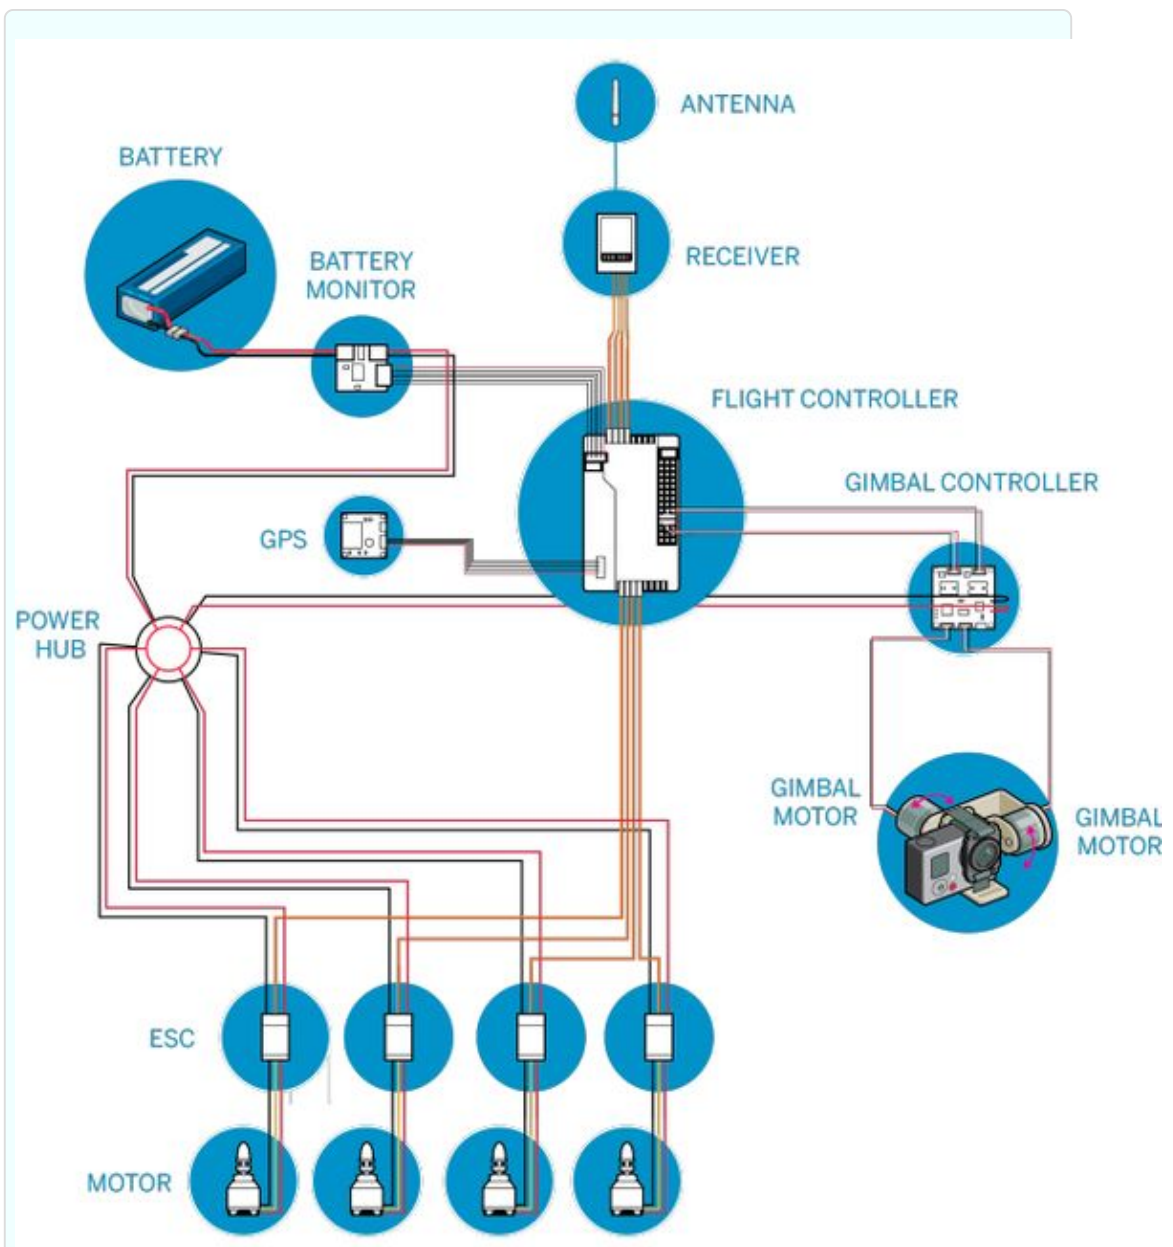 ANTENNA
BATTERY
BATTERY
MONITOR
RECEIVER
FLIGHT CONTROLLER
GIMBAL CONTROLLER
GPS
POWER
HUB
GIMBAL
MOTOR
GIMBAL
MOTOR
ESC
MOTOR